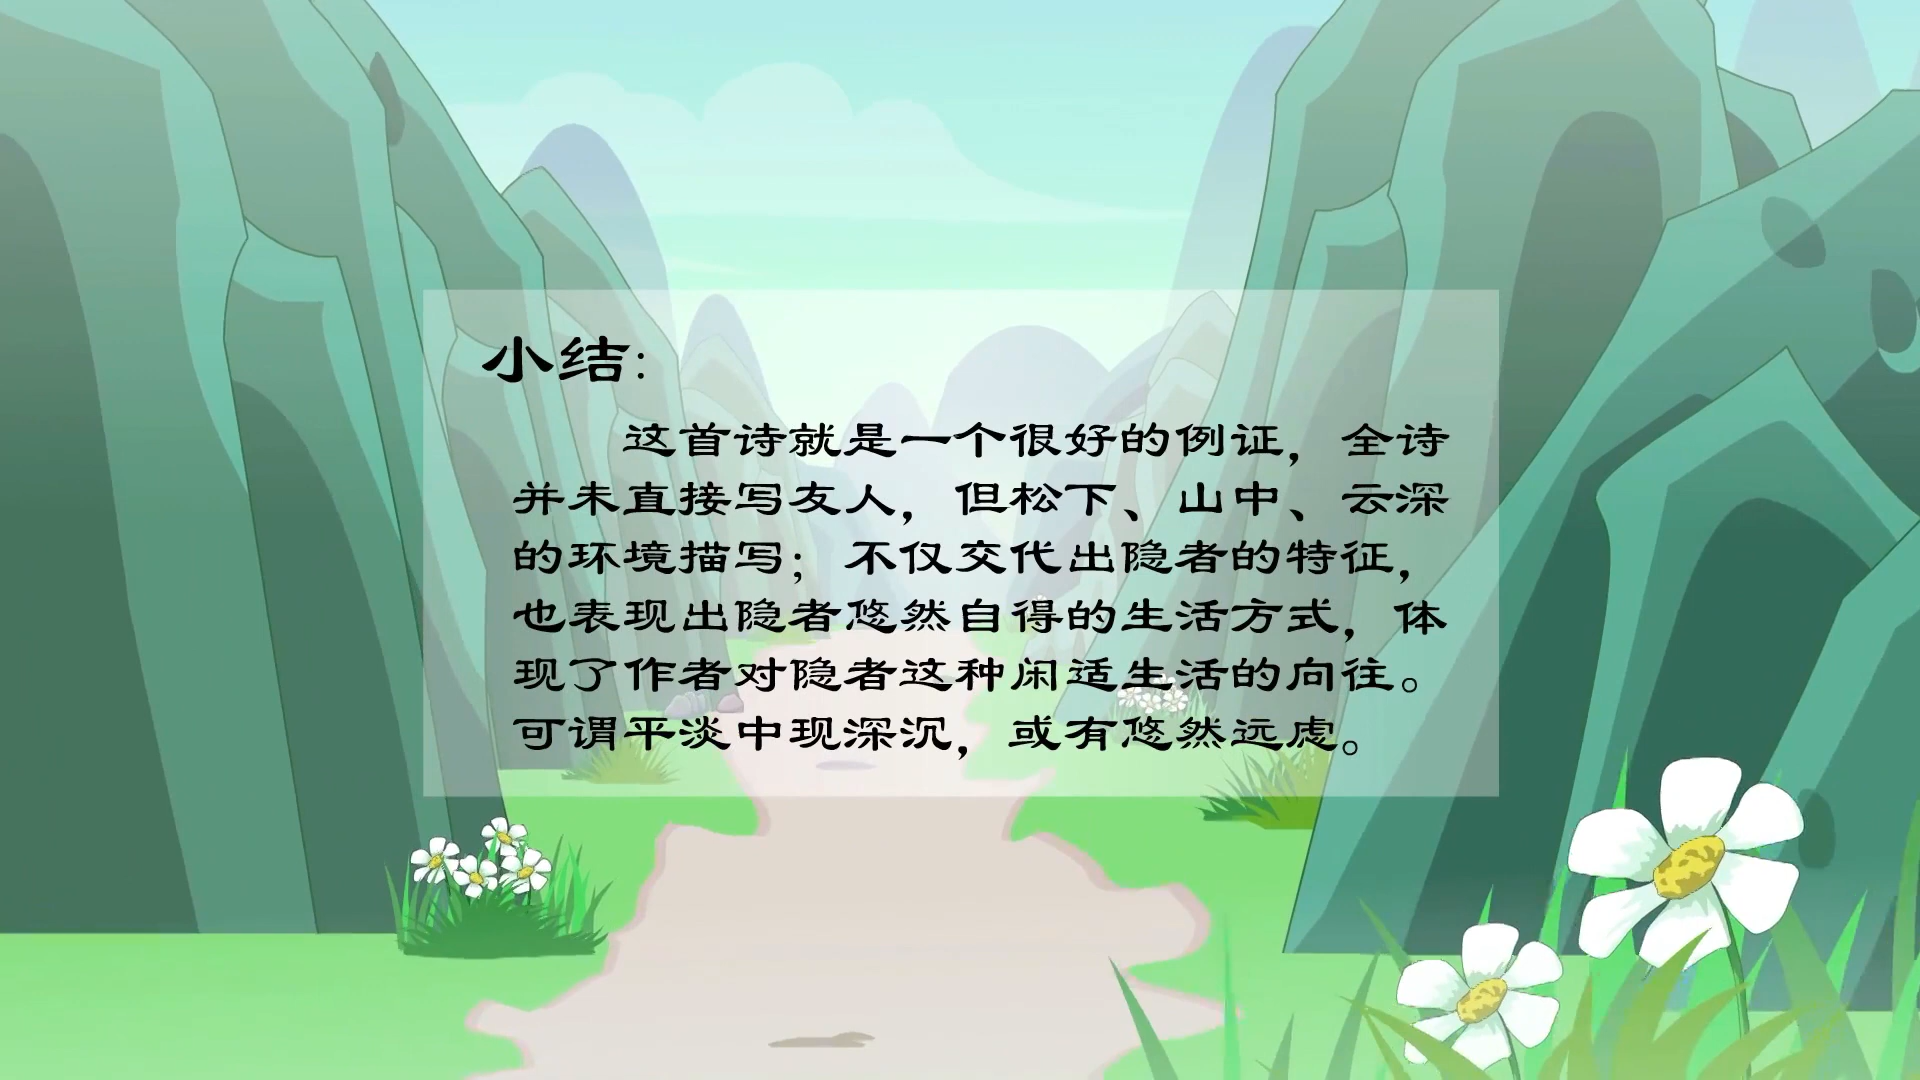 小结：
这首诗就是一个很好的例证，全诗
并未直接写友人，但松下、山中、云深
的环境描写；不仅交代出隐者的特征，
也表现出隐者悠然自得的生活方式，体
现了作者对隐者这种闲适生活的向往。
可谓平淡中现深沉，或有悠然远虑。